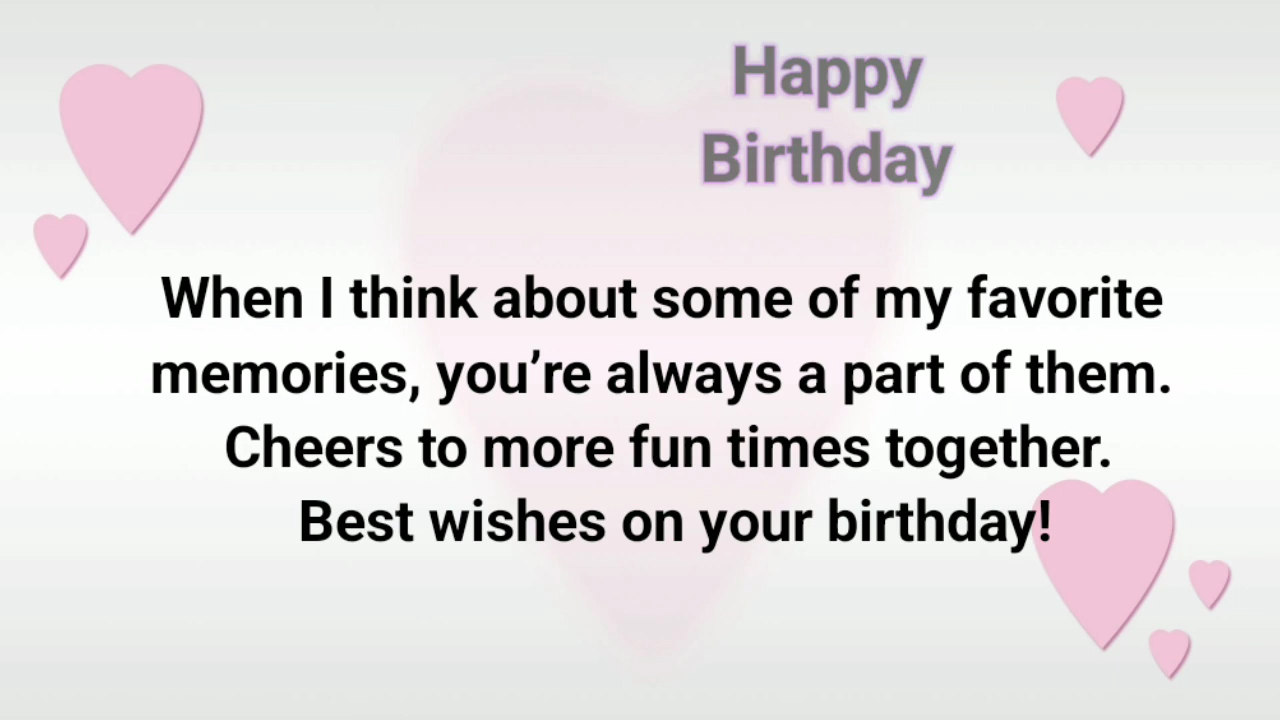 Happy
Birthday
When I think about some of my favorite
memories, you’re always a part of them.
Cheers to more fun times together.
Best wishes on your birthday!